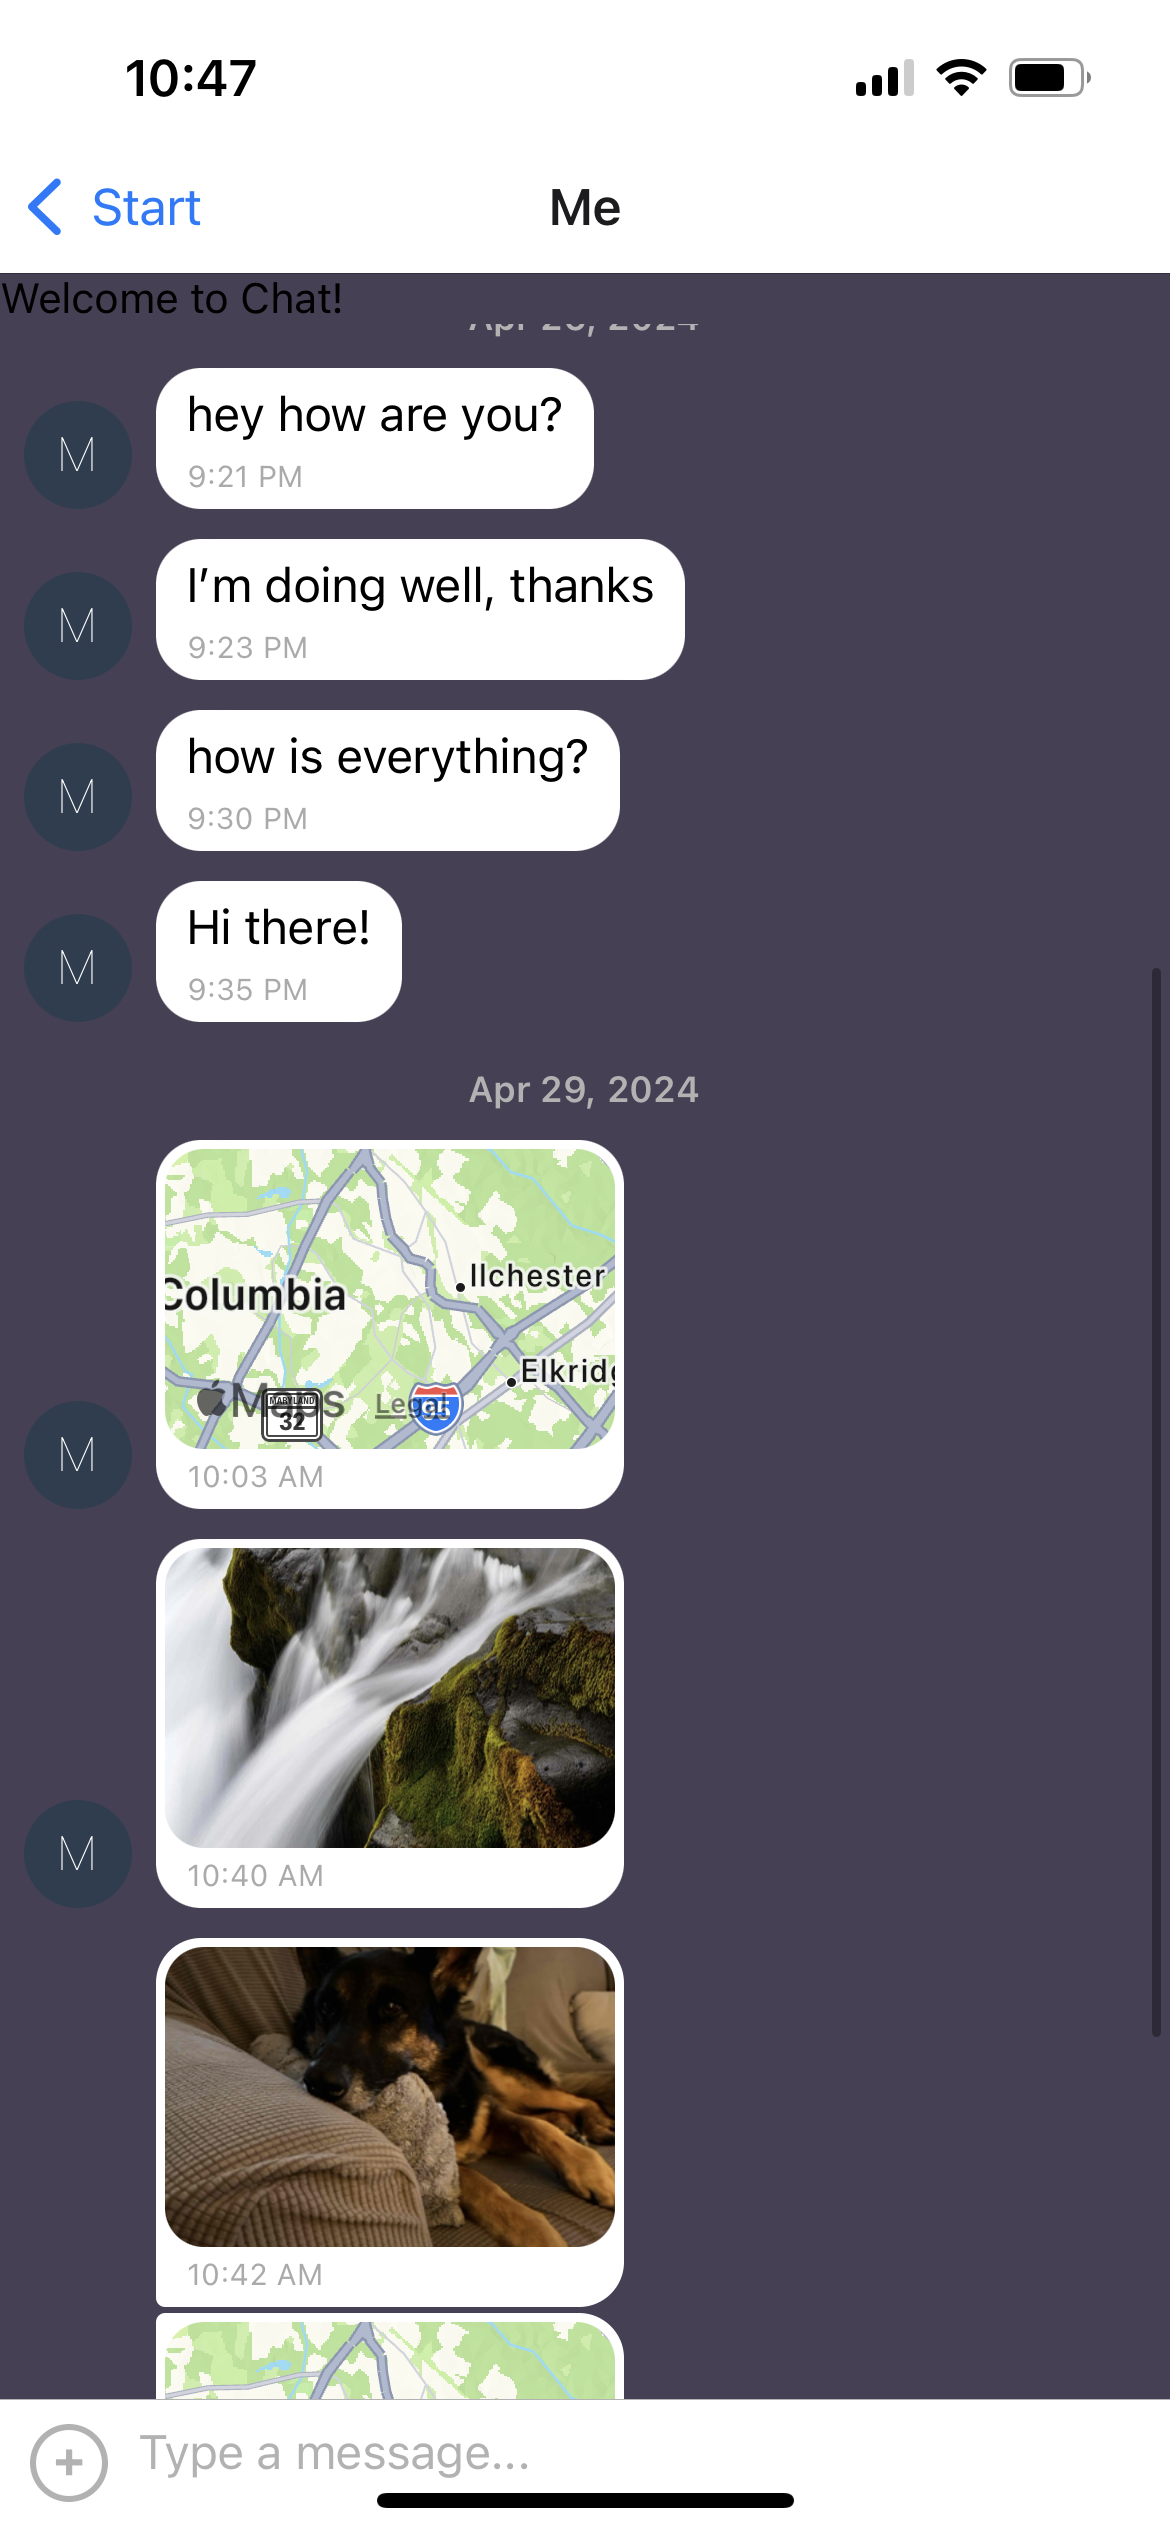 10:47
Start
Me
Welcome to Chat!
M
hey how are you?
9:21 PM
M
I’m doing well, thanks
9:23 PM
M
how is everything?
9:30 PM
M
Hi there!
9:35 PM
Apr 29, 2024
Columbia
Ilchester
Maps
MARYLAND
32
Legal
95
M
10:03 AM
M
10:40 AM
10:42 AM
Type a message...